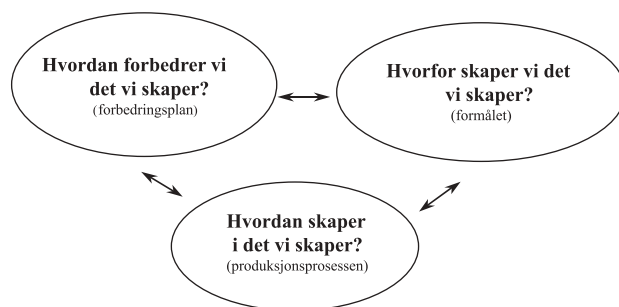 Hvordan forbedrer vi
det vi skaper?
(forbedringsplan)
Hvorfor skaper vi det
vi skaper?
(formålet)
Hvordan skaper
i det vi skaper?
(produksjonsprosessen)